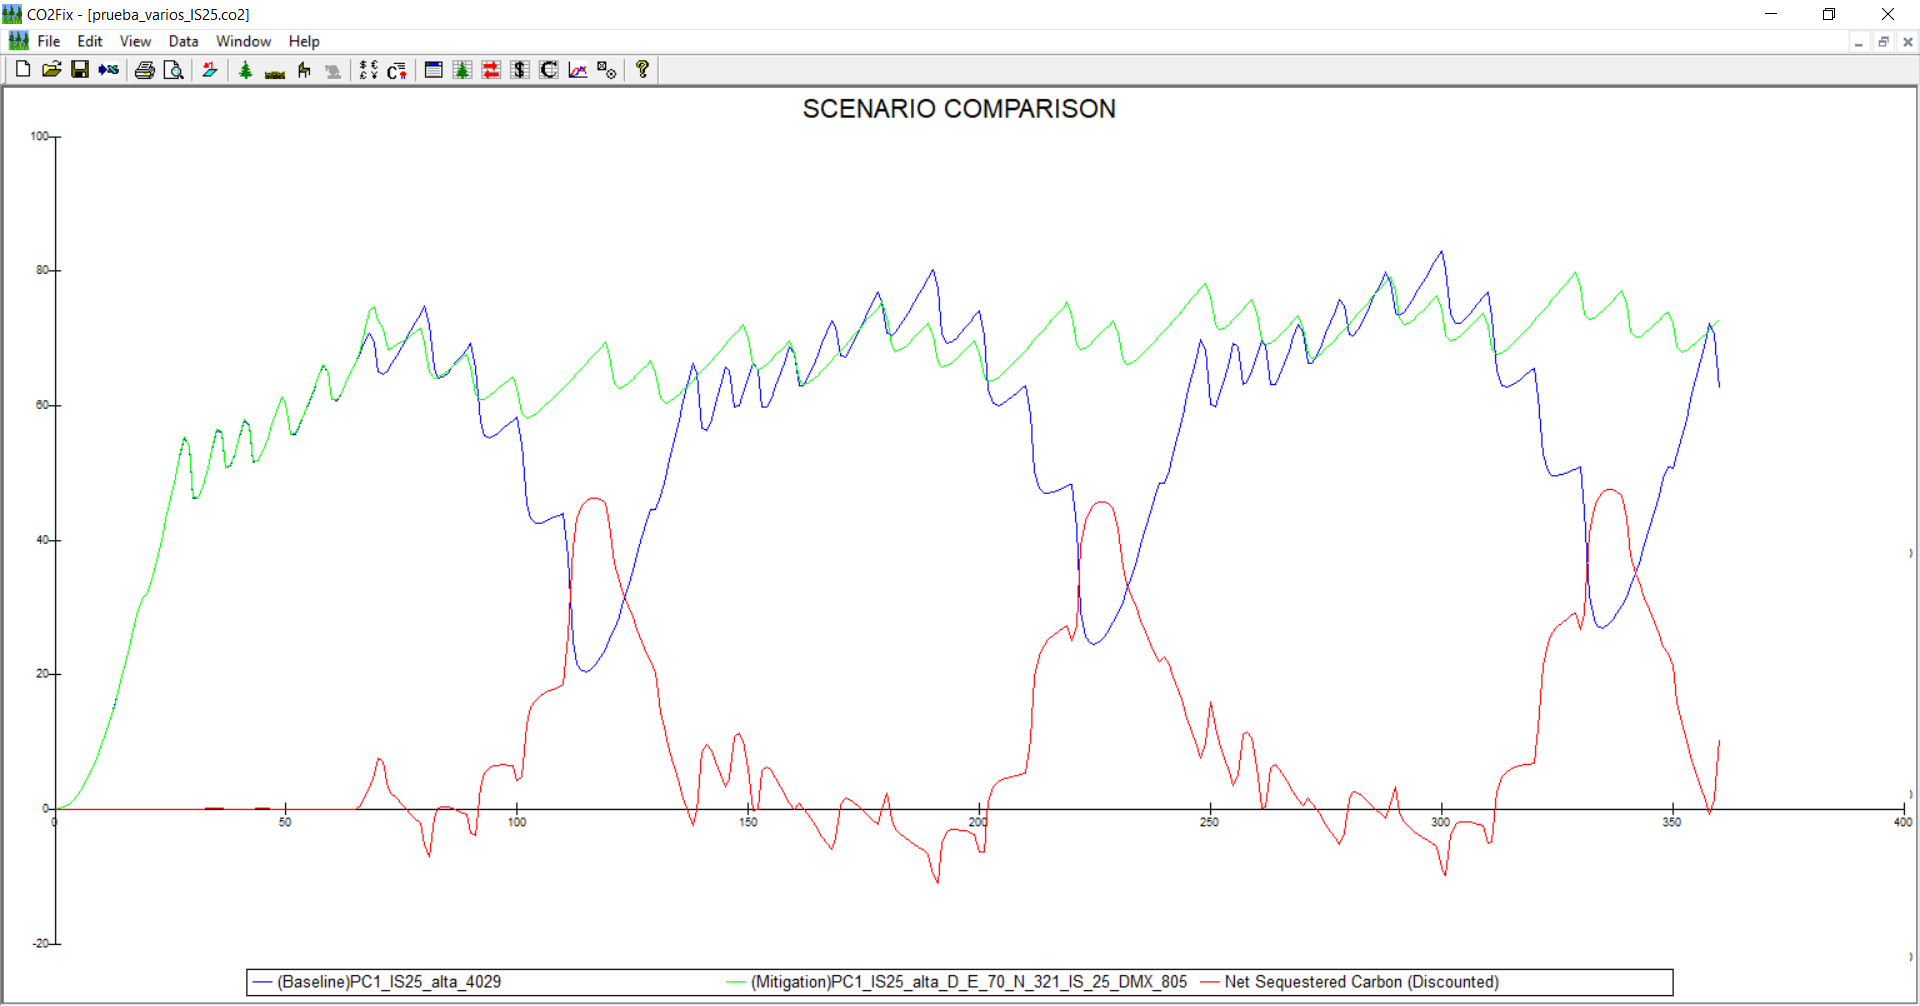 CO2Fix - [prueba_varios_IS25.co2]
File Edit View Data Window Help
SCENARIO COMPARISON
100
80
60
40
20
0
-20
0 50 100 150 200 250 300 350 400
(Baseline)PC1_IS25_alta_4029 (Mitigation)PC1_IS25_alta_D_E_70_N_321_IS_25_DMX_805 Net Sequestered Carbon (Discounted)